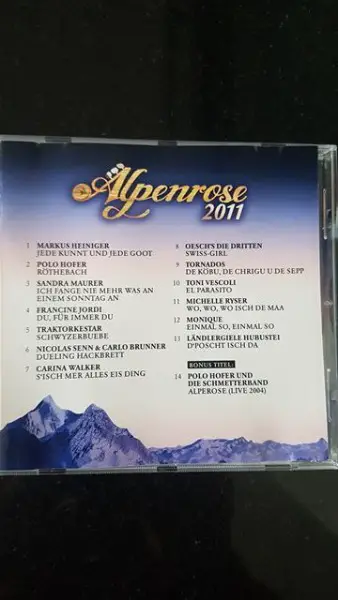 Alpenrose
2011
1 MARKUS HEINIGER
JEDE KUNNT UND JEDE GOOT
2 POLO HOFER
RÖTHEBACH
3 SANDRA MAURER
ICH FANGE NIE MEHR WAS AN
EINEM SONNTAG AN
4 FRANCINE JORDI
DU, FÜR IMMER DU
5 TRAKTORKESTAR
SCHWYZERBUEBE
6 NICOLAS SENN & CARLO BRUNNER
DUELING HACKBRETT
7 CARINA WALKER
S'ISCH MER ALLES EIS DING
8 OESCH'S DIE DRITTEN
SWISS-GIRL
9 TORNADOS
DE KÖBU, DE CHRIGU U DE SEPP
10 TONI VESCOLI
EL PARASITO
11 MICHELLE RYSER
WO, WO, WO ISCH DE MAA
12 MONIQUE
EINMAL SO, EINMAL SO
13 LÄNDLERGIELE HUBUSTEI
D'POSCHT ISCH DA
BONUS TITEL:
14 POLO HOFER UND
DIE SCHMETTERBAND
ALPEROSE (LIVE 2004)